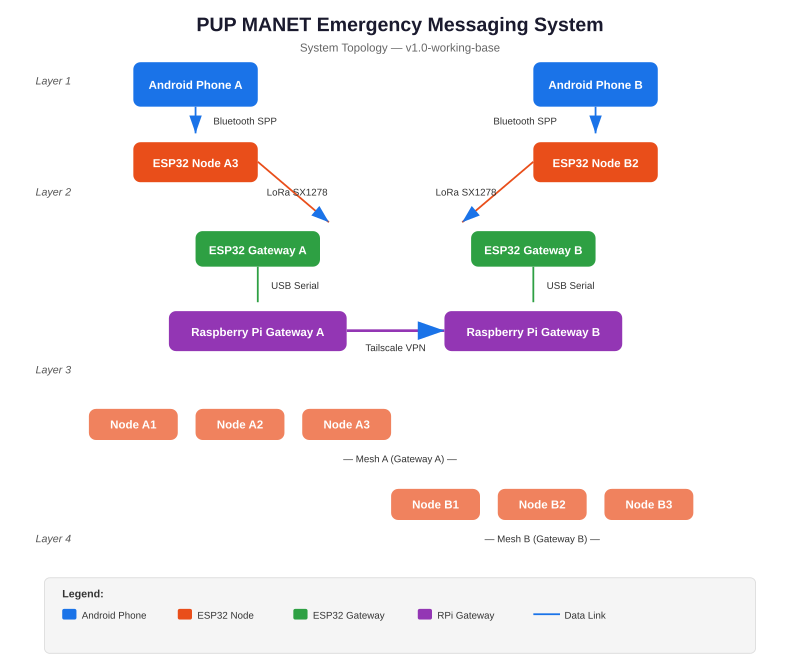 PUP MANET Emergency Messaging System
System Topology — v1.0-working-base
Layer 1
Android Phone A
Android Phone B
Bluetooth SPP
Bluetooth SPP
ESP32 Node A3
ESP32 Node B2
Layer 2
LoRa SX1278
LoRa SX1278
ESP32 Gateway A
ESP32 Gateway B
USB Serial
USB Serial
Raspberry Pi Gateway A
Raspberry Pi Gateway B
Tailscale VPN
Layer 3
Node A1
Node A2
Node A3
— Mesh A (Gateway A) —
Node B1
Node B2
Node B3
Layer 4
— Mesh B (Gateway B) —
Legend:
Android Phone
ESP32 Node
ESP32 Gateway
RPi Gateway
Data Link